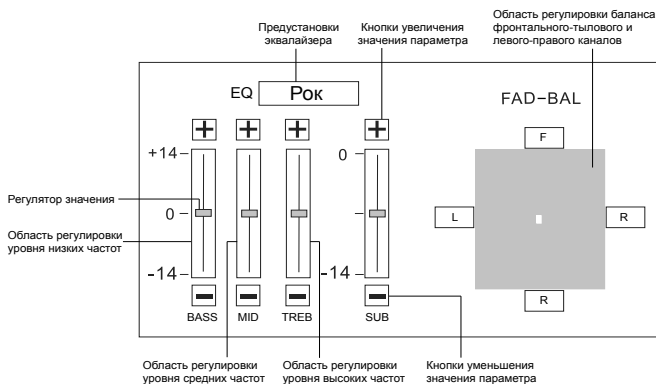 Предустановки
эквалайзера
Кнопки увеличения
значения параметра
Область регулировки баланса
фронтального-тылового и
левого-правого каналов
EQ Рок
FAD-BAL
+14
0
-14
0
-14
F
L
R
R
Регулятор значения
Область регулировки
уровня низких частот
BASS MID TREB SUB
Область регулировки
уровня средних частот
Область регулировки
уровня высоких частот
Кнопки уменьшения
значения параметра